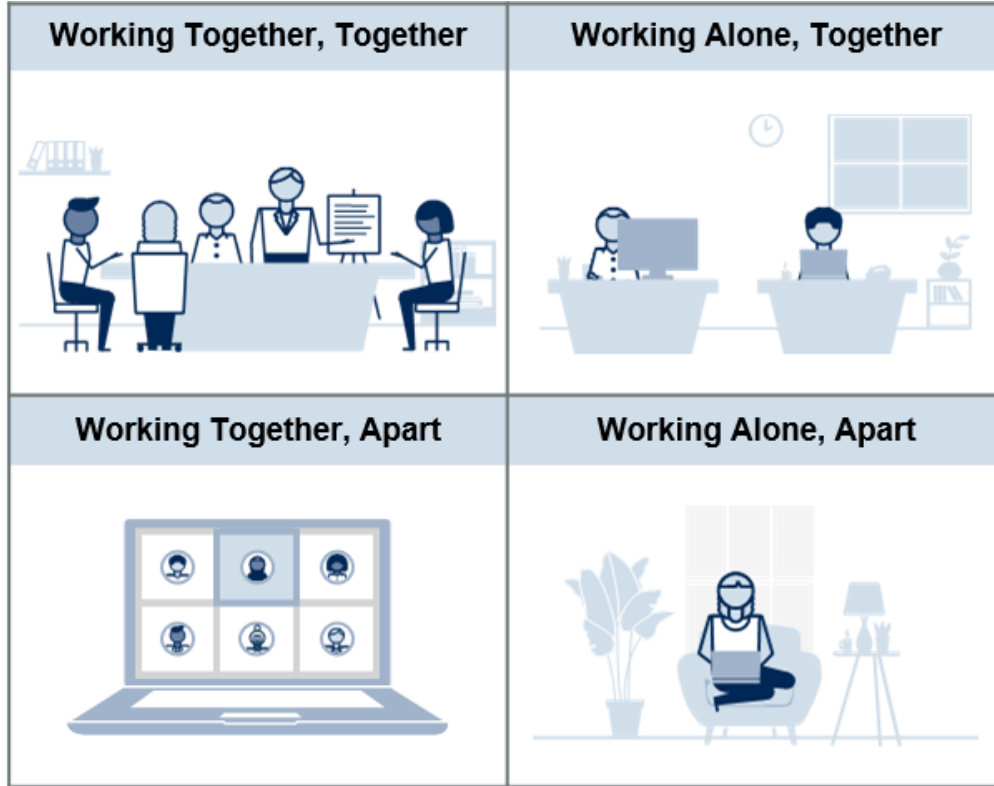 Working Together, Together
Working Alone, Together
Working Together, Apart
Working Alone, Apart